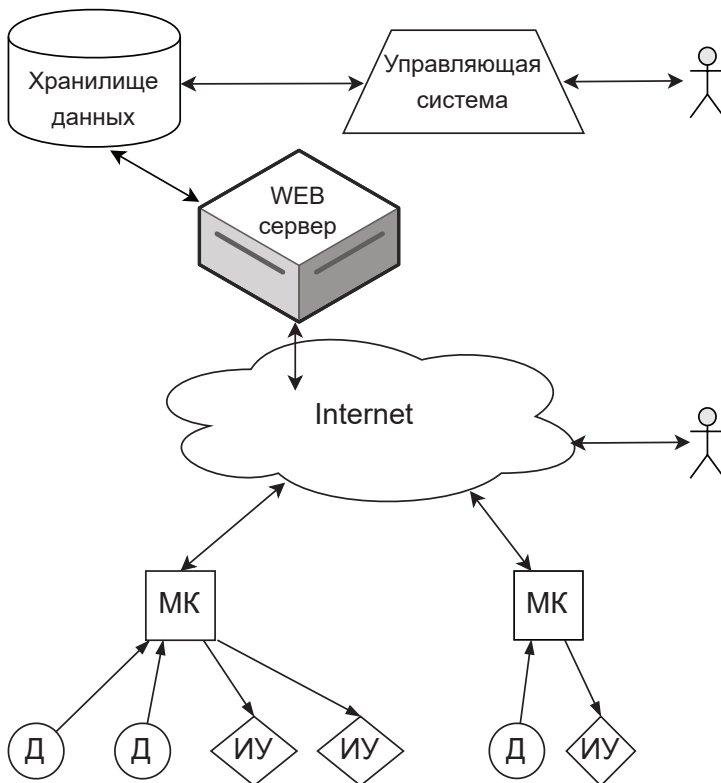 Хранилище
данных
Управляющая
система
WEB
сервер
Internet
МК
МК
Д
Д
ИУ
ИУ
Д
ИУ